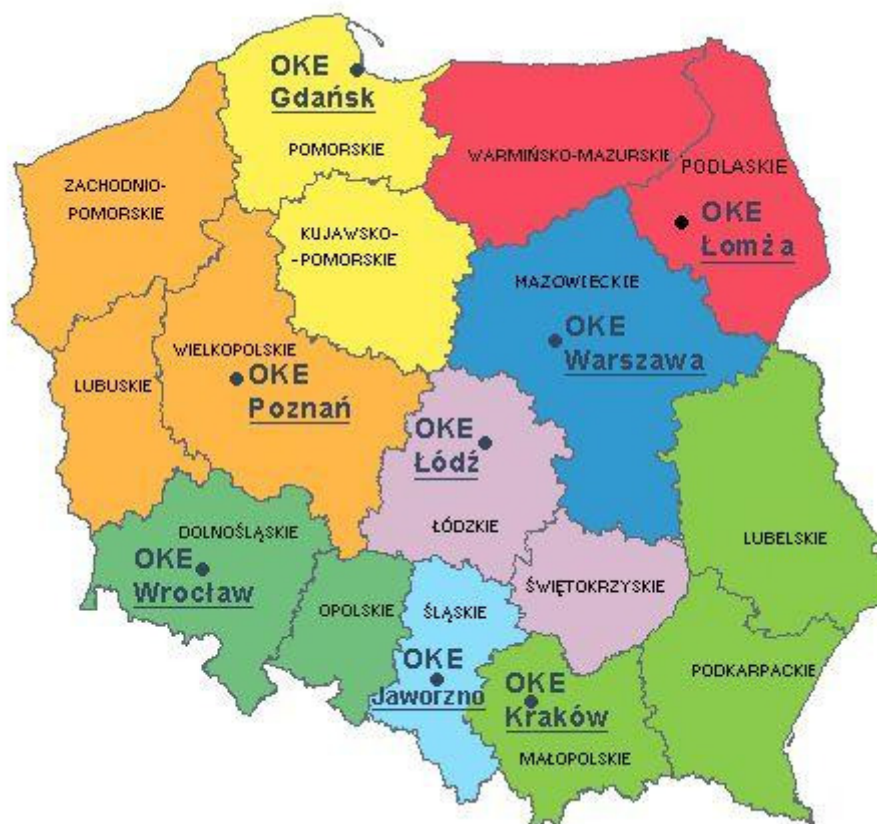 OKE
Gdańsk
POMORSKIE
WARMIŃSKO-MAZURSKIE
PODLASKIE
ZACHODNIO-
POMORSKIE
OKE
Łomża
KUJAWSKO-
-POMORSKIE
MAZOWIECKIE
OKE
Warszawa
WIELKOPOLSKIE
LUBUSKIE
OKE
Poznań
OKE
Łódź
ŁÓDZKIE
DOLNOŚLĄSKIE
LUBELSKIE
OKE
Wrocław
OPOLSKIE
ŚLĄSKIE
ŚWIĘTOKRZYSKIE
OKE
Jaworzno
OKE
Kraków
PODKARPACKIE
MAŁOPOLSKIE